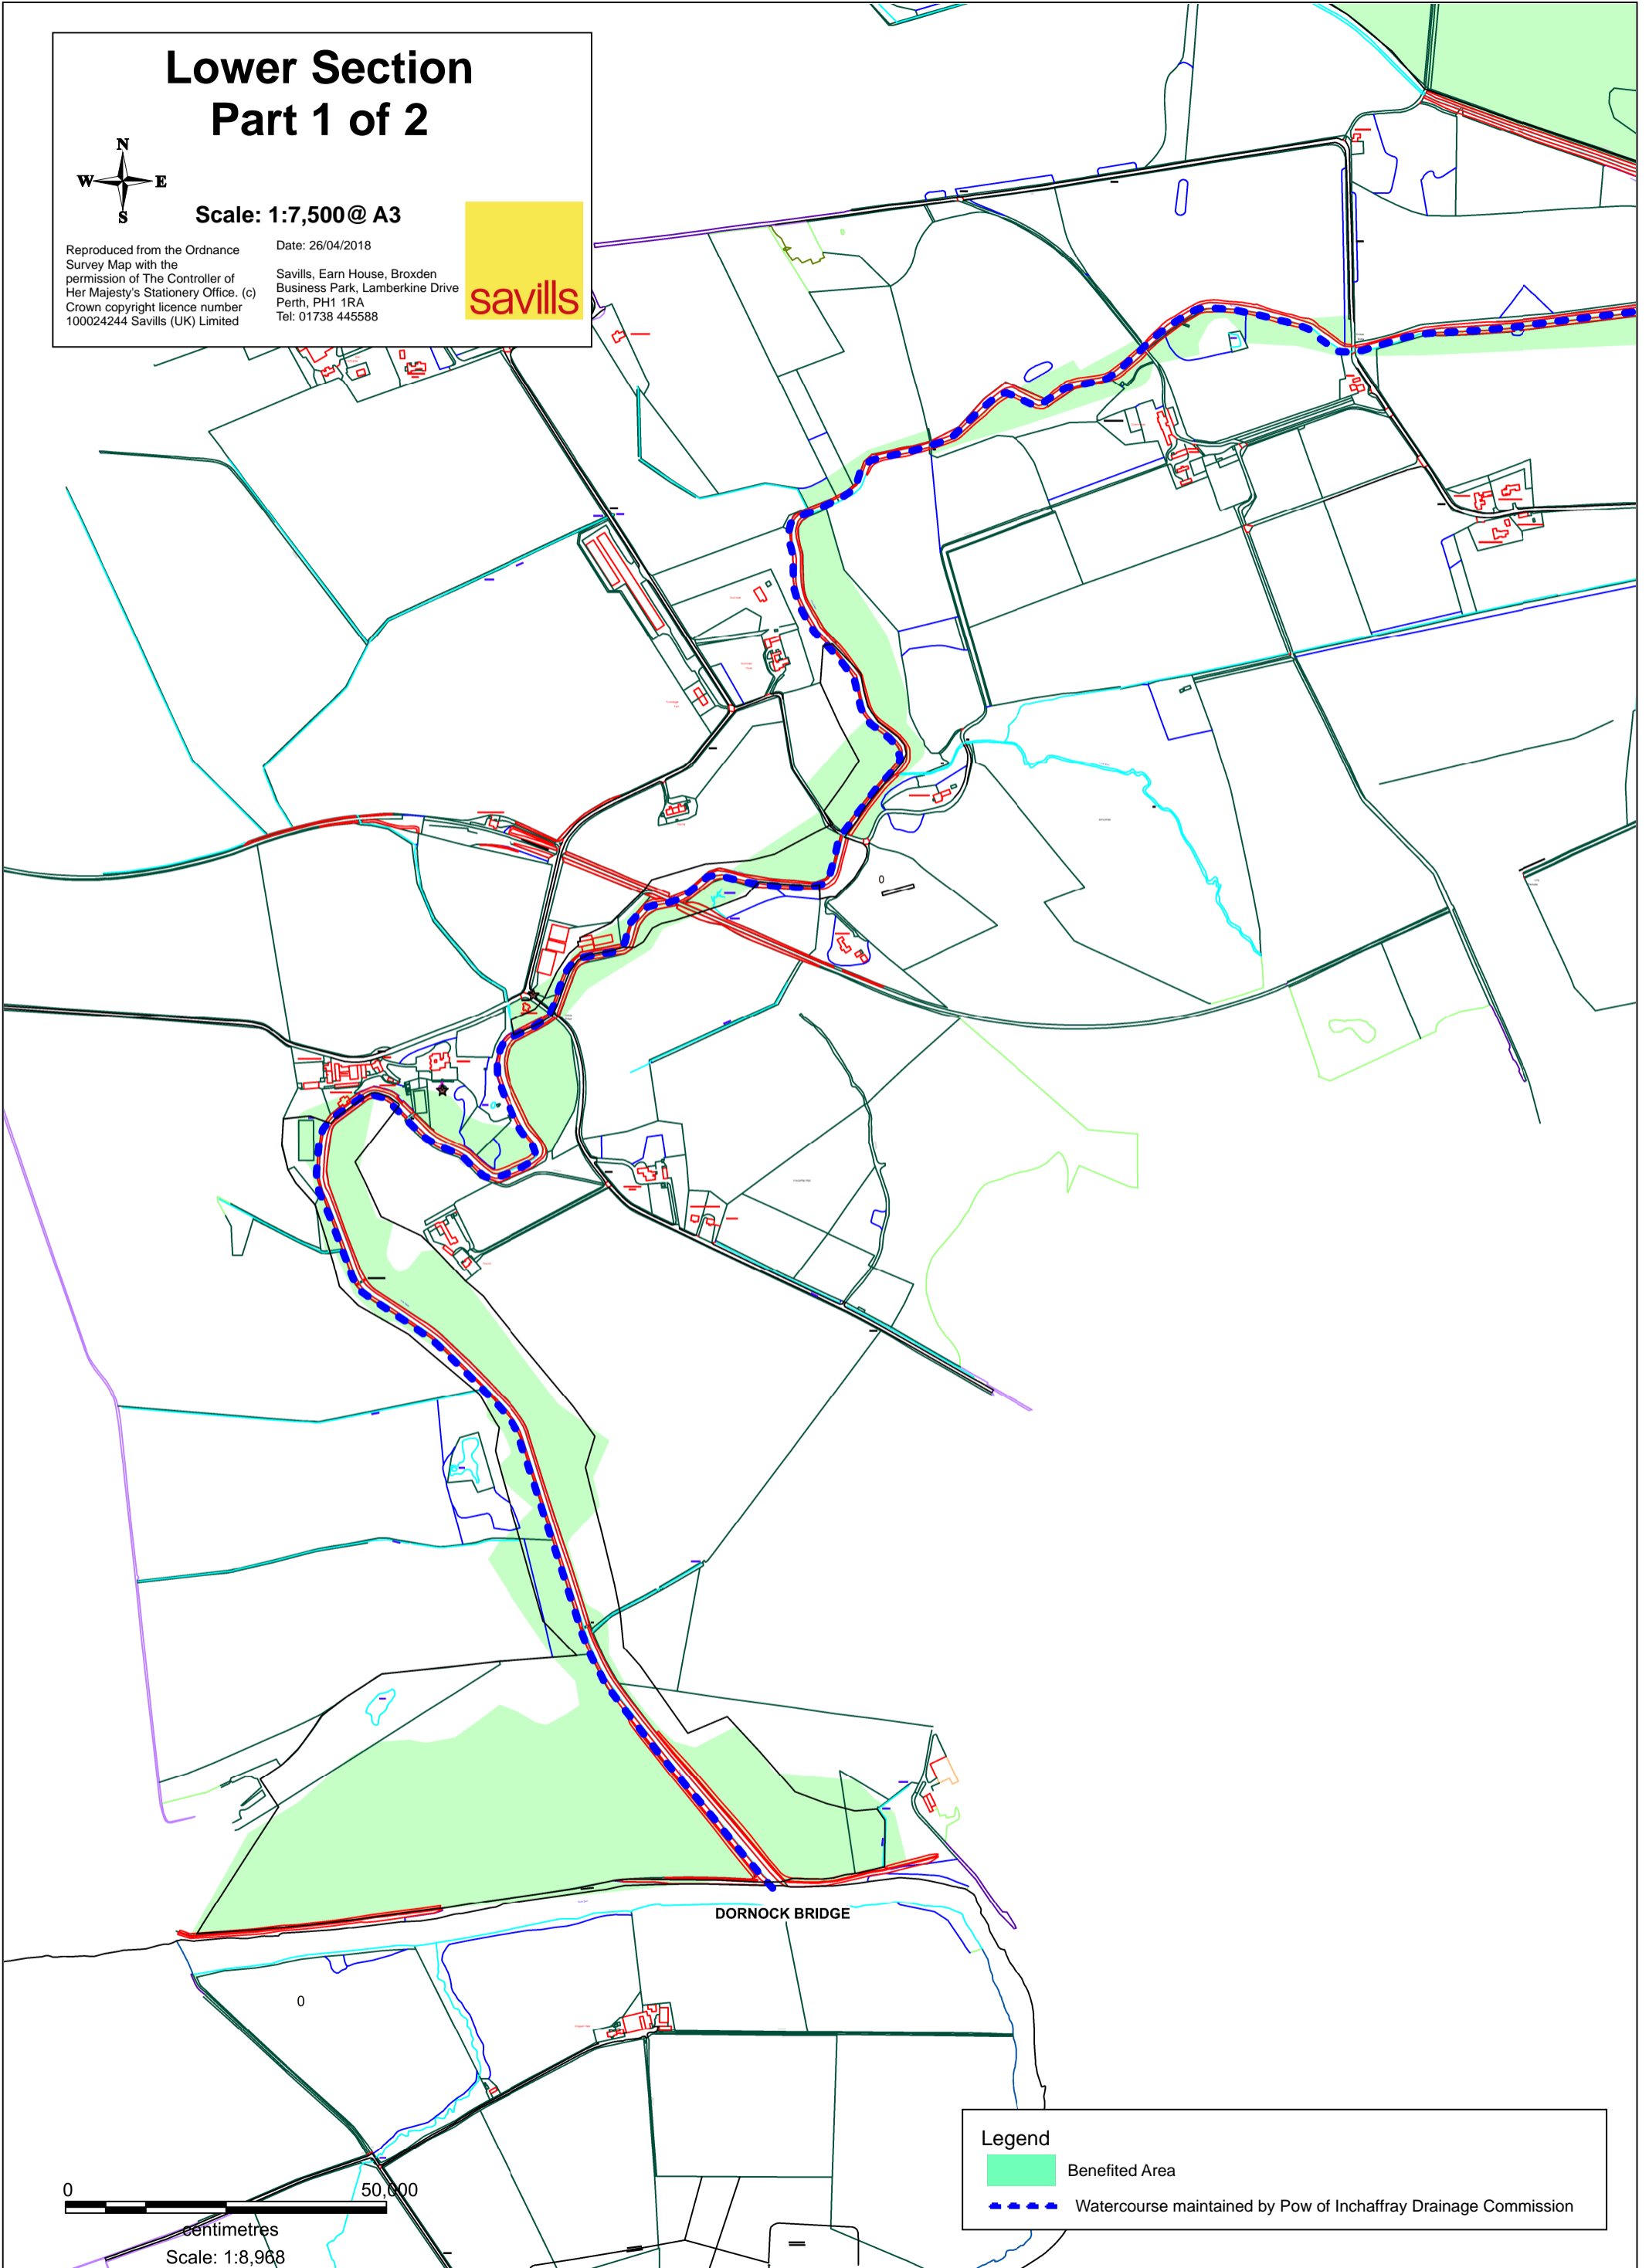 Lower Section
Part 1 of 2
N
W E
S
Scale: 1:7,500@ A3
Reproduced from the Ordnance
Survey Map with the
permission of The Controller of
Her Majesty's Stationery Office. (c)
Crown copyright licence number
100024244 Savills (UK) Limited
Date: 26/04/2018
Savills, Earn House, Broxden
Business Park, Lamberkine Drive
Perth, PH1 1RA
Tel: 01738 445588
savills
0
DORNOCK BRIDGE
0
Legend
Benefited Area
Watercourse maintained by Pow of Inchaffray Drainage Commission
0 50,000
centimetres
Scale: 1:8,968